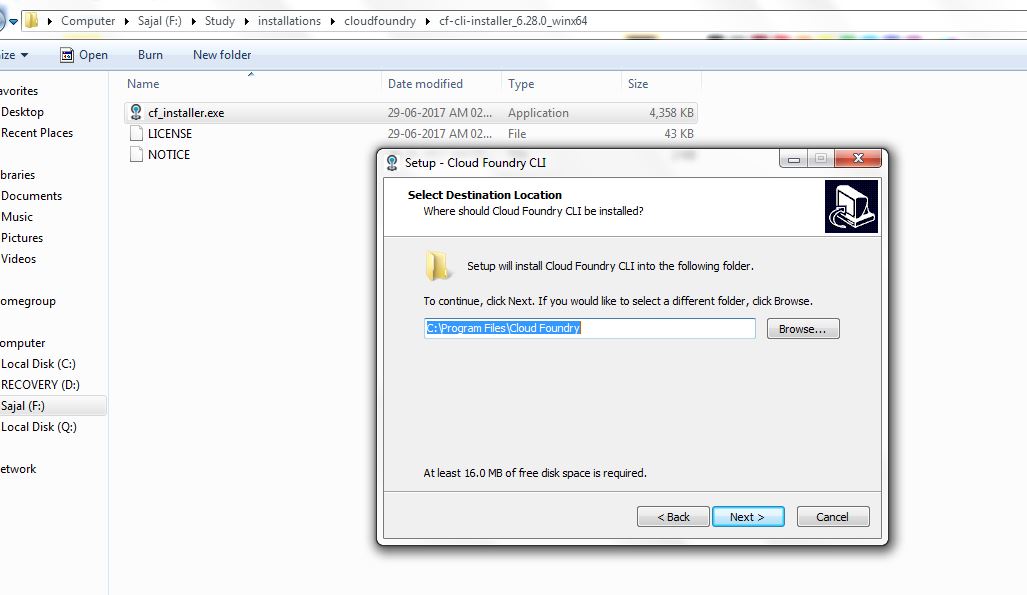 Computer Sajal (F:) Study installations cloudfoundry cf-cli-installer_6.28.0_winx64
ize Open Burn New folder
avorites
Desktop
Recent Places
braries
Documents
Music
Pictures
Videos
omegroup
omputer
Local Disk (C:)
RECOVERY (D:)
Sajal (F:)
Local Disk (Q:)
etwork
Name Date modified Type Size
cf_installer.exe 29-06-2017 AM 02... Application 4,358 KB
LICENSE 29-06-2017 AM 02... File 43 KB
NOTICE
Setup - Cloud Foundry CLI
Select Destination Location
Where should Cloud Foundry CLI be installed?
Setup will install Cloud Foundry CLI into the following folder.
To continue, click Next. If you would like to select a different folder, click Browse.
C:\Program Files\Cloud Foundry Browse...
At least 16.0 MB of free disk space is required.
< Back Next > Cancel